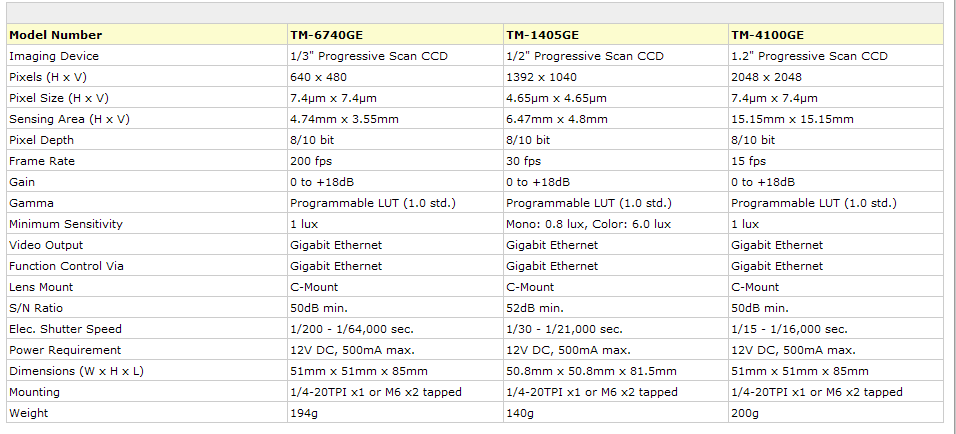 Model Number TM-6740GE TM-1405GE TM-4100GE
Imaging Device 1/3" Progressive Scan CCD 1/2" Progressive Scan CCD 1.2" Progressive Scan CCD
Pixels (H x V) 640 x 480 1392 x 1040 2048 x 2048
Pixel Size (H x V) 7.4µm x 7.4µm 4.65µm x 4.65µm 7.4µm x 7.4µm
Sensing Area (H x V) 4.74mm x 3.55mm 6.47mm x 4.8mm 15.15mm x 15.15mm
Pixel Depth 8/10 bit 8/10 bit 8/10 bit
Frame Rate 200 fps 30 fps 15 fps
Gain 0 to +18dB 0 to +18dB 0 to +18dB
Gamma Programmable LUT (1.0 std.) Programmable LUT (1.0 std.) Programmable LUT (1.0 std.)
Minimum Sensitivity 1 lux Mono: 0.8 lux, Color: 6.0 lux 1 lux
Video Output Gigabit Ethernet Gigabit Ethernet Gigabit Ethernet
Function Control Via Gigabit Ethernet Gigabit Ethernet Gigabit Ethernet
Lens Mount C-Mount C-Mount C-Mount
S/N Ratio 50dB min. 52dB min. 50dB min.
Elec. Shutter Speed 1/200 - 1/64,000 sec. 1/30 - 1/21,000 sec. 1/15 - 1/16,000 sec.
Power Requirement 12V DC, 500mA max. 12V DC, 500mA max. 12V DC, 500mA max.
Dimensions (W x H x L) 51mm x 51mm x 85mm 50.8mm x 50.8mm x 81.5mm 51mm x 51mm x 85mm
Mounting 1/4-20TPI x1 or M6 x2 tapped 1/4-20TPI x1 or M6 x2 tapped 1/4-20TPI x1 or M6 x2 tapped
Weight 194g 140g 200g